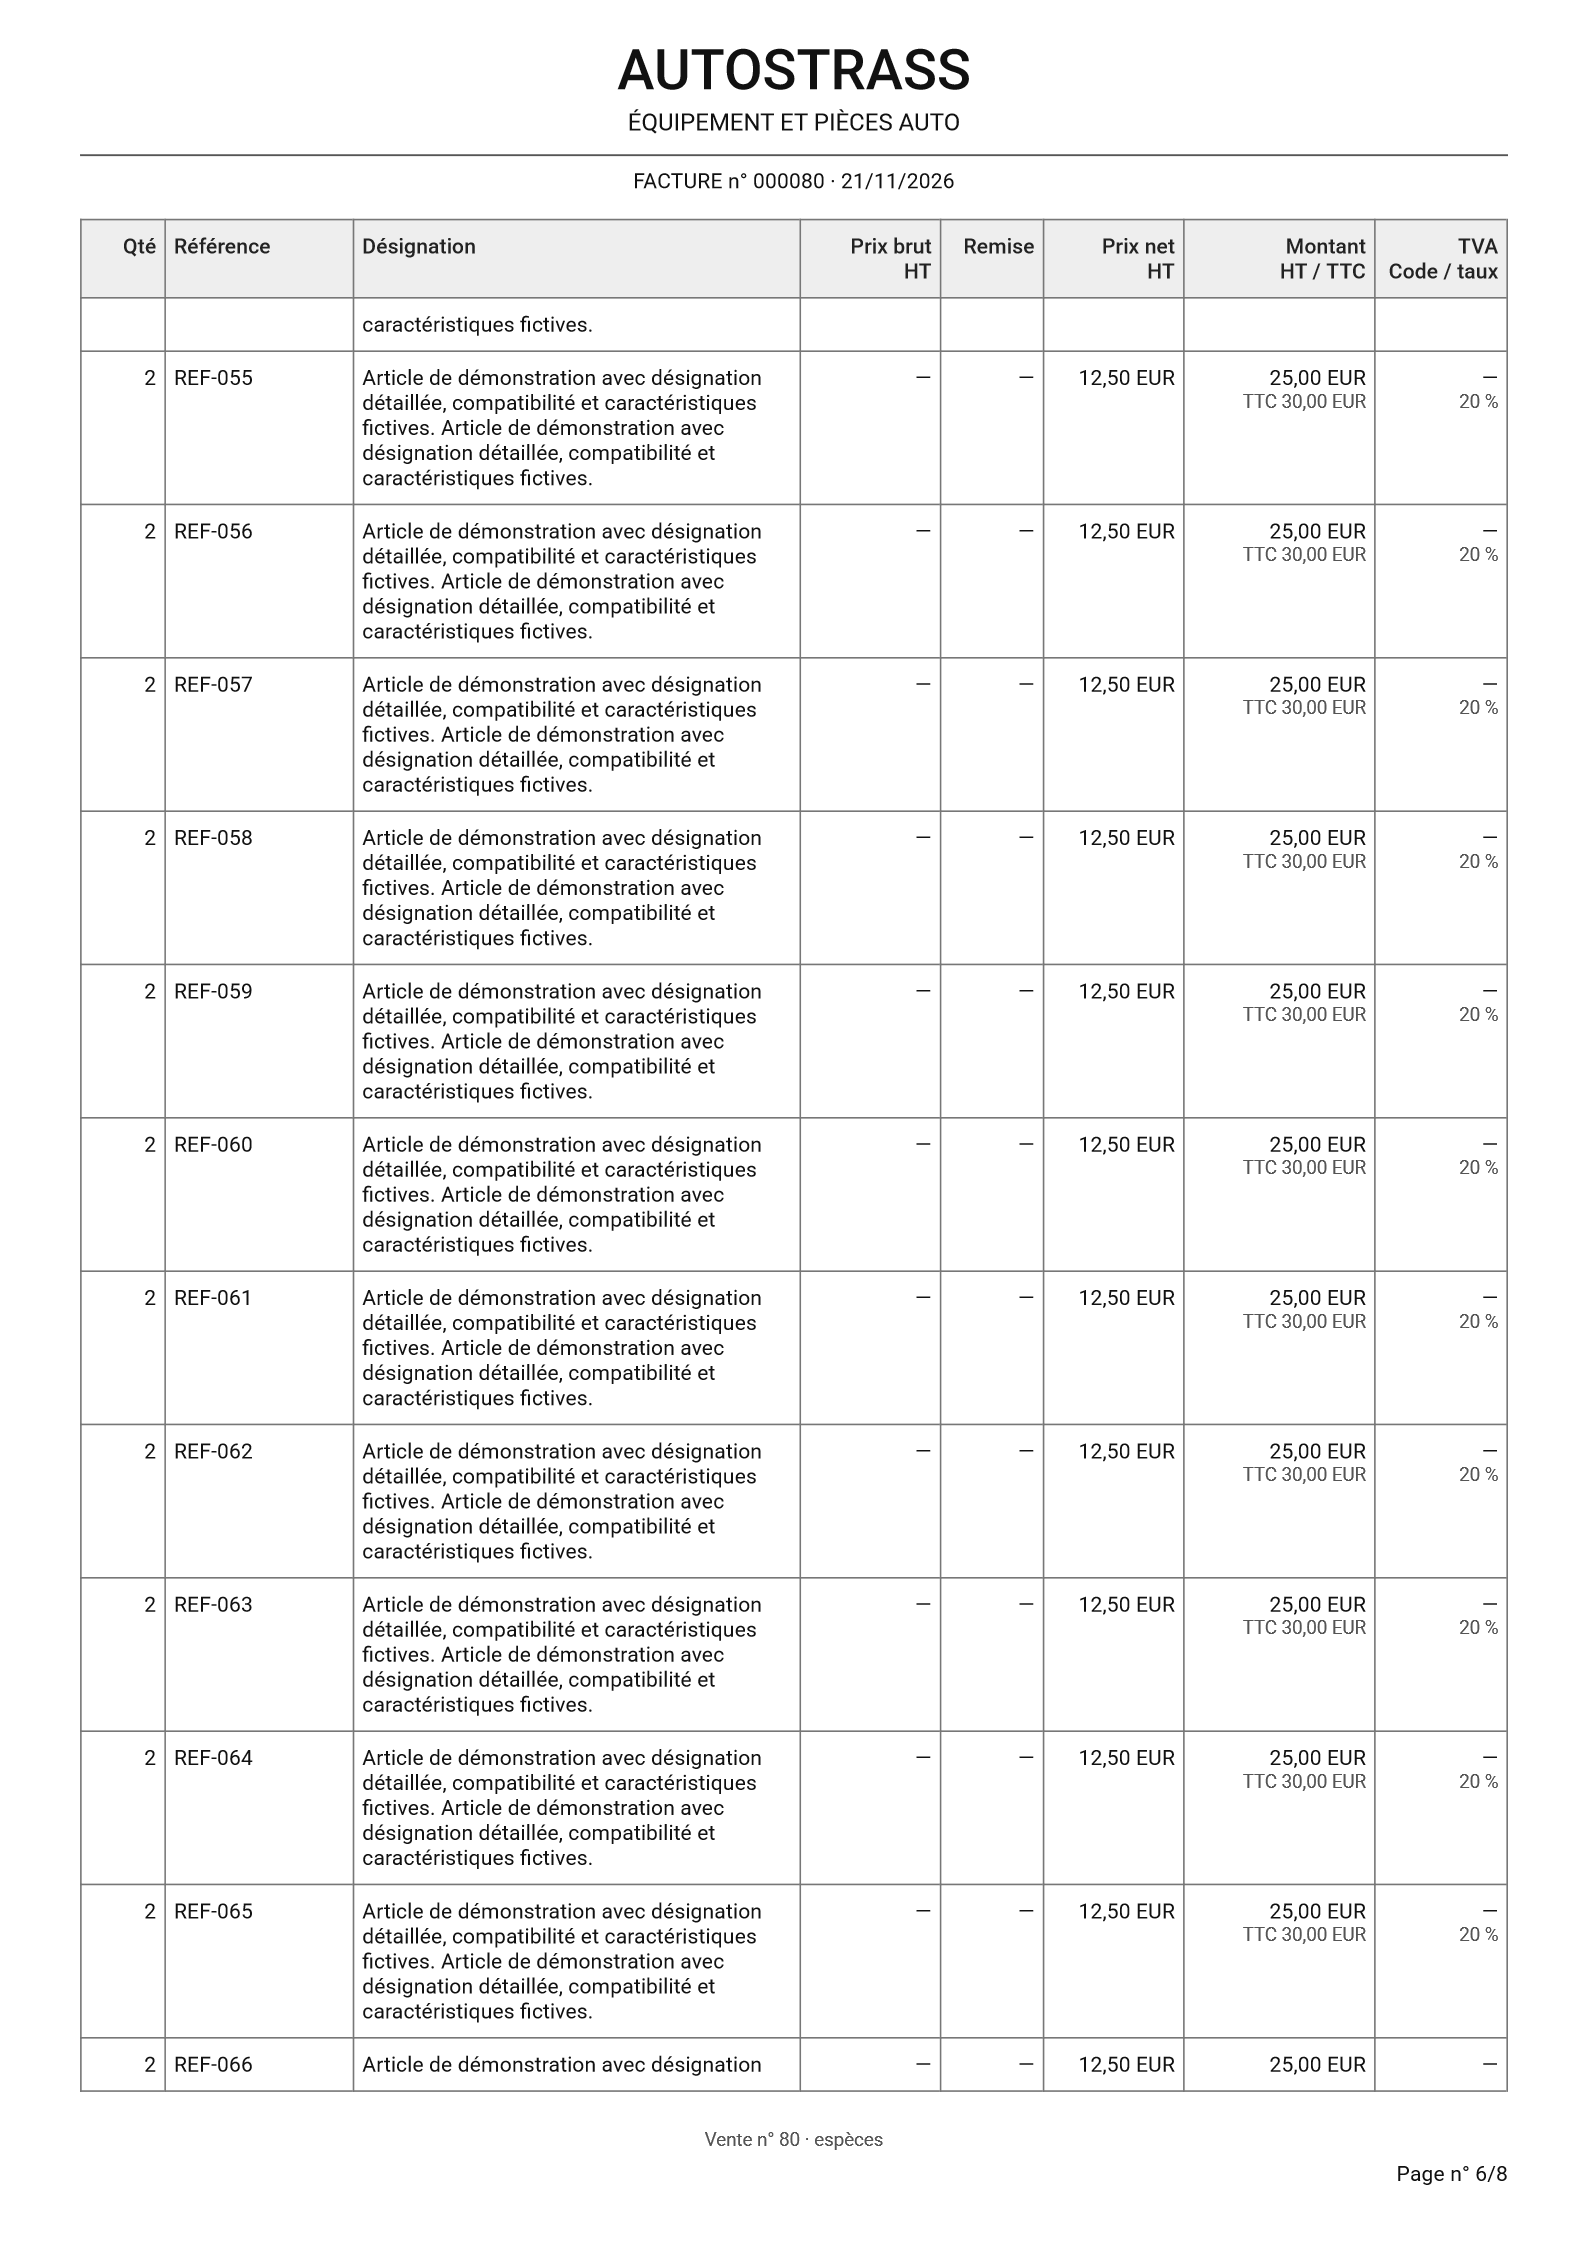 AUTOSTRASS
ÉQUIPEMENT ET PIÈCES AUTO
FACTURE n° 000080 · 21/11/2026
Qté Référence Désignation Prix brut HT Remise Prix net HT Montant HT / TTC TVA Code / taux
caractéristiques fictives.
2 REF-055 Article de démonstration avec désignation — — 12,50 EUR 25,00 EUR —
détaillée, compatibilité et caractéristiques TTC 30,00 EUR 20 %
fictives. Article de démonstration avec
désignation détaillée, compatibilité et
caractéristiques fictives.
2 REF-056 Article de démonstration avec désignation — — 12,50 EUR 25,00 EUR —
détaillée, compatibilité et caractéristiques TTC 30,00 EUR 20 %
fictives. Article de démonstration avec
désignation détaillée, compatibilité et
caractéristiques fictives.
2 REF-057 Article de démonstration avec désignation — — 12,50 EUR 25,00 EUR —
détaillée, compatibilité et caractéristiques TTC 30,00 EUR 20 %
fictives. Article de démonstration avec
désignation détaillée, compatibilité et
caractéristiques fictives.
2 REF-058 Article de démonstration avec désignation — — 12,50 EUR 25,00 EUR —
détaillée, compatibilité et caractéristiques TTC 30,00 EUR 20 %
fictives. Article de démonstration avec
désignation détaillée, compatibilité et
caractéristiques fictives.
2 REF-059 Article de démonstration avec désignation — — 12,50 EUR 25,00 EUR —
détaillée, compatibilité et caractéristiques TTC 30,00 EUR 20 %
fictives. Article de démonstration avec
désignation détaillée, compatibilité et
caractéristiques fictives.
2 REF-060 Article de démonstration avec désignation — — 12,50 EUR 25,00 EUR —
détaillée, compatibilité et caractéristiques TTC 30,00 EUR 20 %
fictives. Article de démonstration avec
désignation détaillée, compatibilité et
caractéristiques fictives.
2 REF-061 Article de démonstration avec désignation — — 12,50 EUR 25,00 EUR —
détaillée, compatibilité et caractéristiques TTC 30,00 EUR 20 %
fictives. Article de démonstration avec
désignation détaillée, compatibilité et
caractéristiques fictives.
2 REF-062 Article de démonstration avec désignation — — 12,50 EUR 25,00 EUR —
détaillée, compatibilité et caractéristiques TTC 30,00 EUR 20 %
fictives. Article de démonstration avec
désignation détaillée, compatibilité et
caractéristiques fictives.
2 REF-063 Article de démonstration avec désignation — — 12,50 EUR 25,00 EUR —
détaillée, compatibilité et caractéristiques TTC 30,00 EUR 20 %
fictives. Article de démonstration avec
désignation détaillée, compatibilité et
caractéristiques fictives.
2 REF-064 Article de démonstration avec désignation — — 12,50 EUR 25,00 EUR —
détaillée, compatibilité et caractéristiques TTC 30,00 EUR 20 %
fictives. Article de démonstration avec
désignation détaillée, compatibilité et
caractéristiques fictives.
2 REF-065 Article de démonstration avec désignation — — 12,50 EUR 25,00 EUR —
détaillée, compatibilité et caractéristiques TTC 30,00 EUR 20 %
fictives. Article de démonstration avec
désignation détaillée, compatibilité et
caractéristiques fictives.
2 REF-066 Article de démonstration avec désignation — — 12,50 EUR 25,00 EUR —
Vente n° 80 · espèces
Page n° 6/8